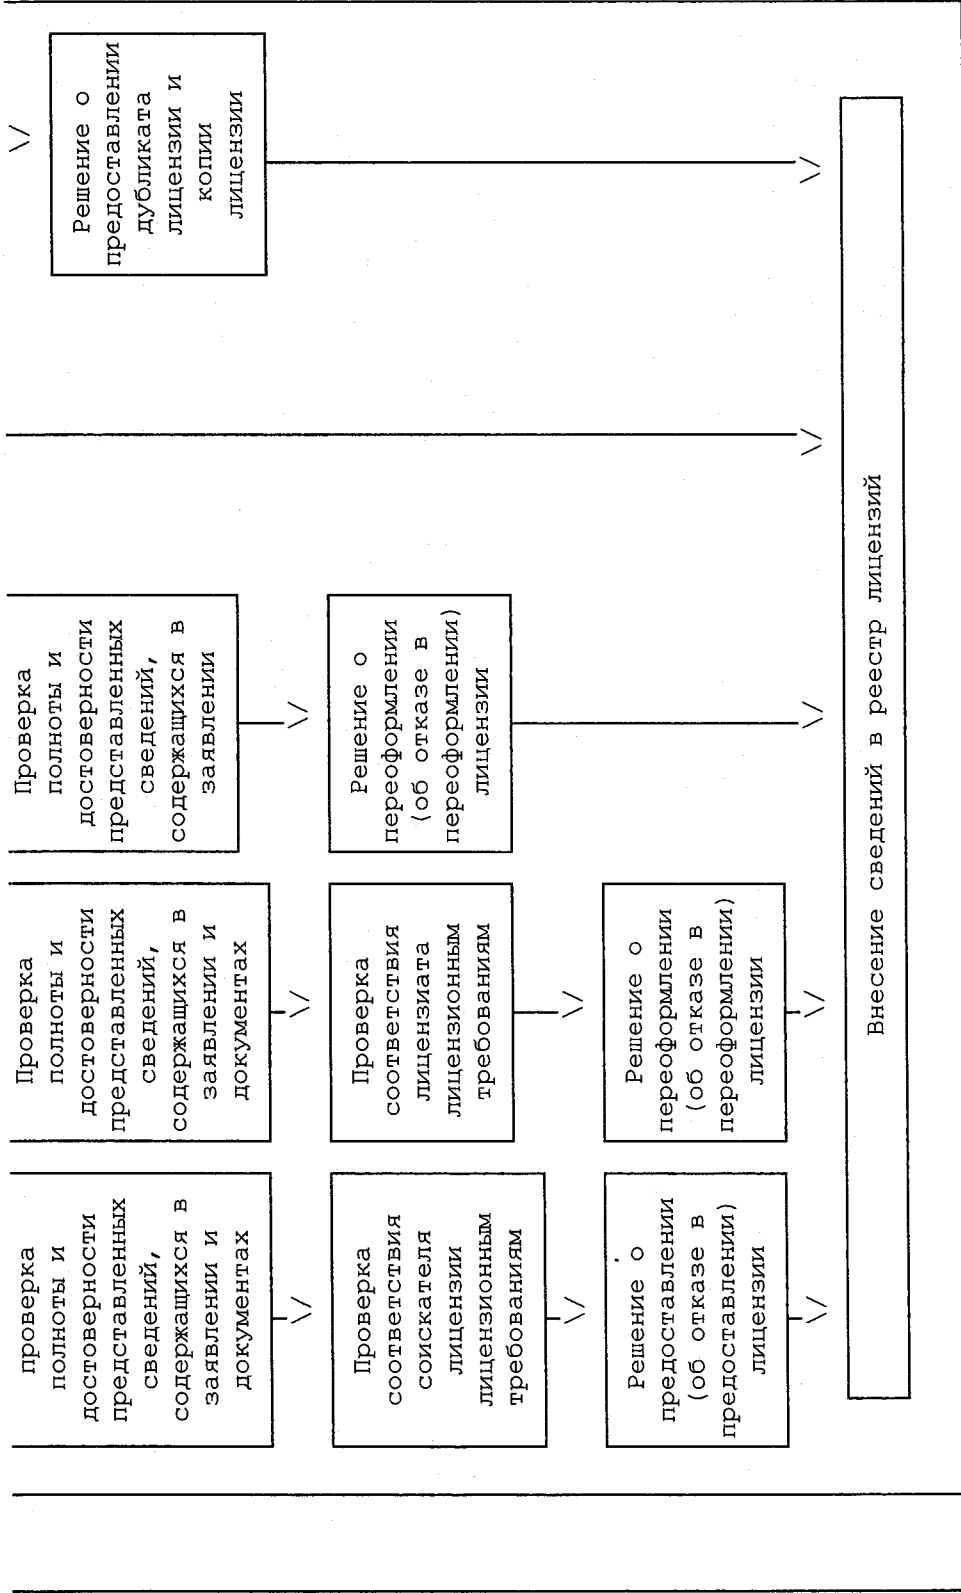 проверка
полноты и
достоверности
представленных
сведений,
содержащихся в
заявлении и
документах
Проверка
полноты и
достоверности
представленных
сведений,
содержащихся в
заявлении и
документах
Проверка
полноты и
достоверности
представленных
сведений,
содержащихся в
заявлении
Решение о
предоставлении
дубликата
лицензии и
копии
лицензии
Проверка
соответствия
соискателя
лицензии
лицензионным
требованиям
Проверка
соответствия
лицензиата
лицензионным
требованиям
Решение о
переоформлении
(об отказе в
переоформлении)
лицензии
Решение о
предоставлении
(об отказе в
предоставлении)
лицензии
Решение о
переоформлении
(об отказе в
переоформлении)
лицензии
Внесение сведений в реестр лицензий